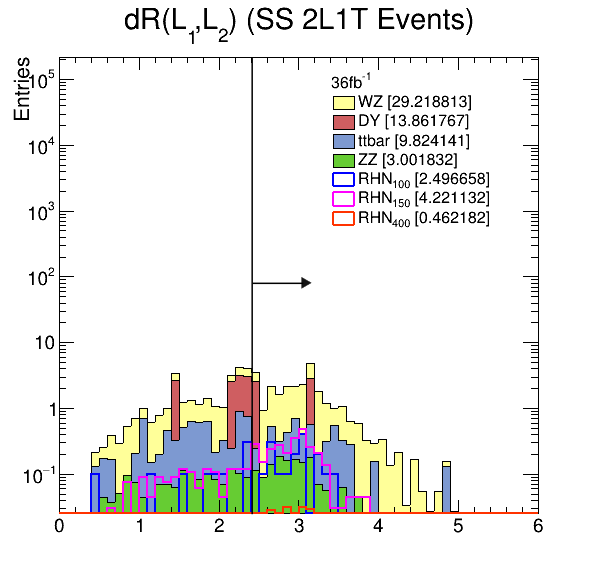 dR(L1,L2) (SS 2L1T Events)
Entries
36fb-1
WZ [29.218813]
DY [13.861767]
ttbar [9.824141]
ZZ [3.001832]
RHN100 [2.496658]
RHN150 [4.221132]
RHN400 [0.462182]
10^5
10^4
10^3
10^2
10
1
10^-1
0 1 2 3 4 5 6